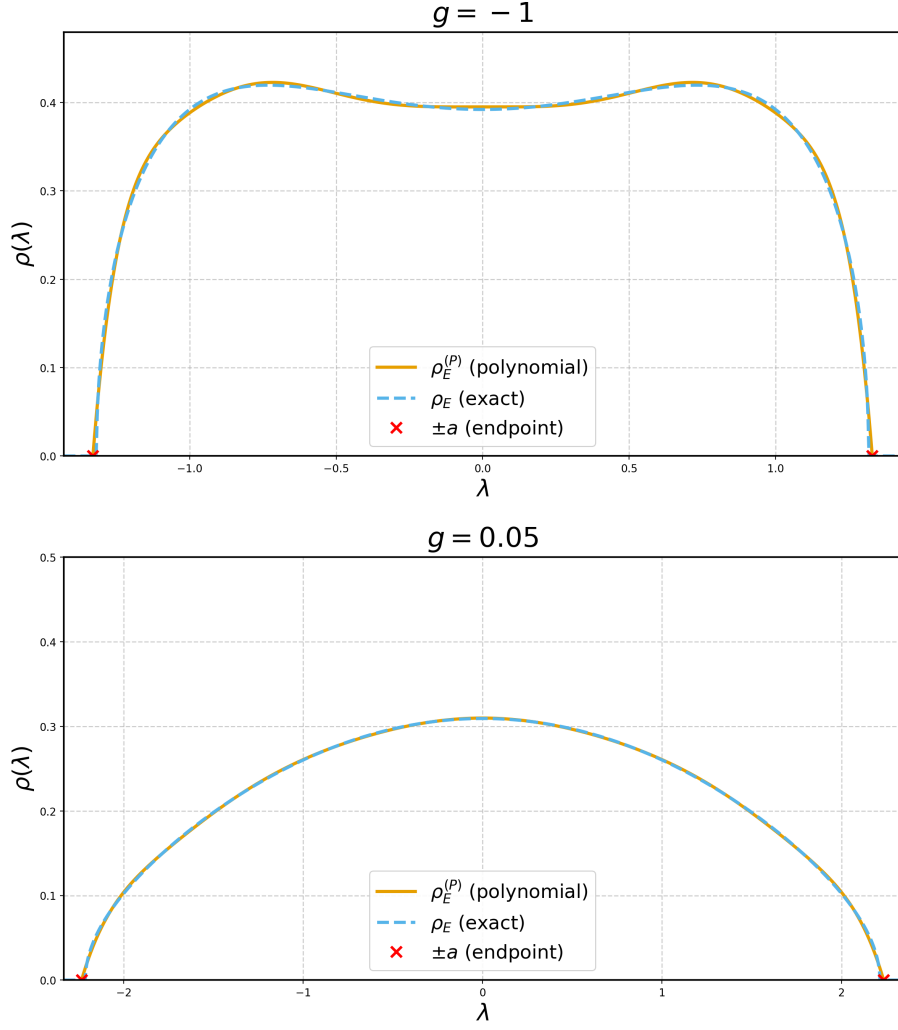 g = −1
ρ(λ)
0.4
0.3
0.2
0.1
0.0
ρ_E^(P) (polynomial)
ρ_E (exact)
±a (endpoint)
−1.0 −0.5 0.0 0.5 1.0
λ
g = 0.05
ρ(λ)
0.5
0.4
0.3
0.2
0.1
0.0
ρ_E^(P) (polynomial)
ρ_E (exact)
±a (endpoint)
−2 −1 0 1 2
λ